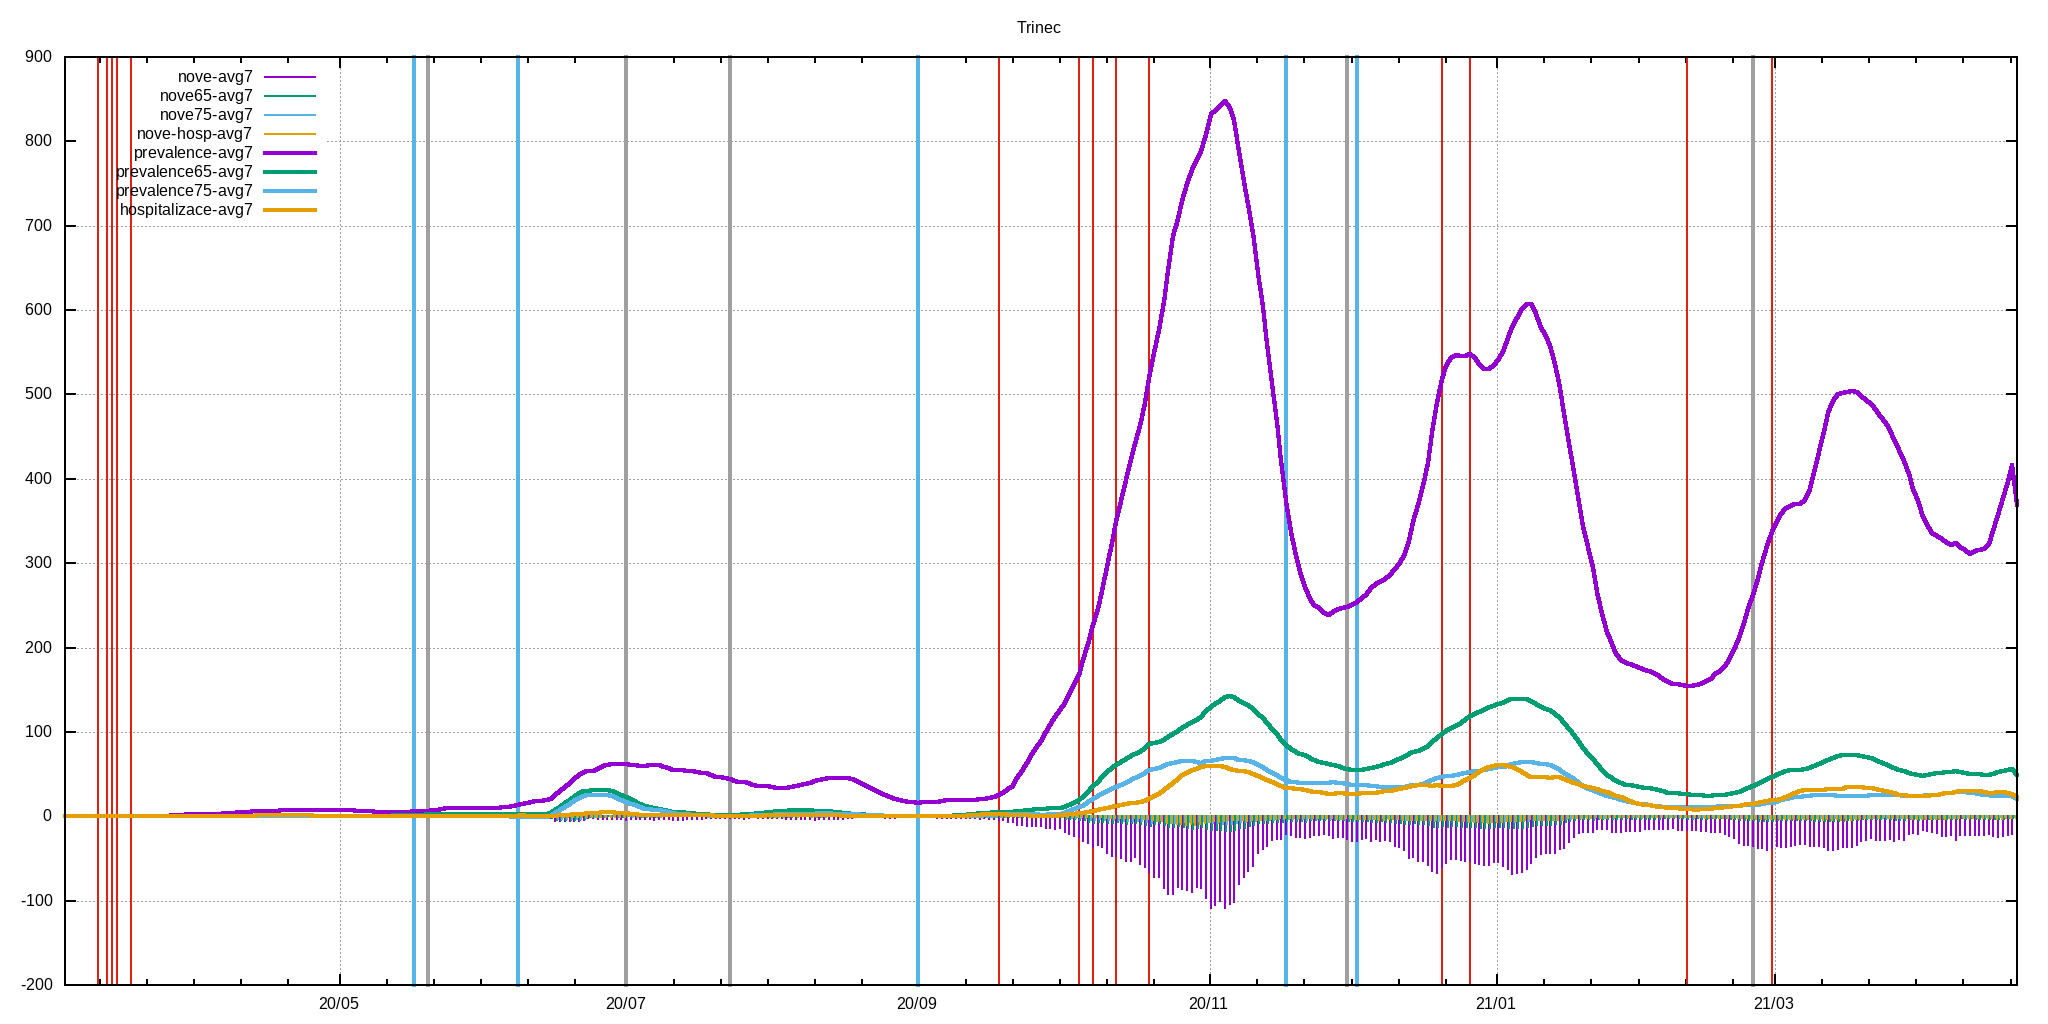 Trinec
900
800
700
600
500
400
300
200
100
0
-100
-200
nove-avg7
nove65-avg7
nove75-avg7
nove-hosp-avg7
prevalence-avg7
prevalence65-avg7
prevalence75-avg7
hospitalizace-avg7
20/05
20/07
20/09
20/11
21/01
21/03